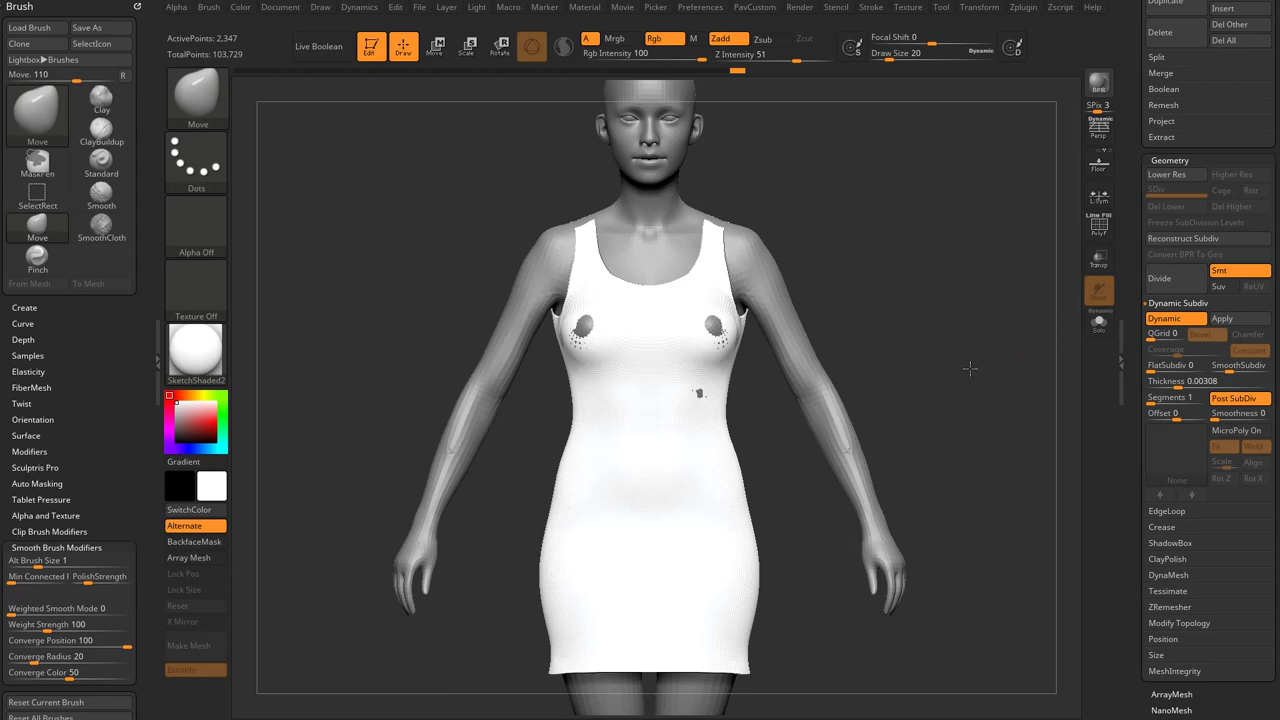 Brush
Alpha Brush Color Document Draw Dynamics Edit File Layer Light Macro Marker Material Movie Picker Preferences PavCustom Render Stencil Stroke Texture Tool Transform Zplugin Zscript Help
Load Brush Save As
Clone SelectIcon
Lightbox▶Brushes
Move. 110 R
Move
Clay
ClayBuildup
MaskPen Standard
SelectRect Smooth
Move SmoothCloth
Pinch
From Mesh To Mesh
Create
Curve
Depth
Samples
Elasticity
FiberMesh
Twist
Orientation
Surface
Modifiers
Sculptris Pro
Auto Masking
Tablet Pressure
Alpha and Texture
Clip Brush Modifiers
Smooth Brush Modifiers
Alt Brush Size 1
Min Connected PolishStrength
Weighted Smooth Mode 0
Weight Strength 100
Converge Position 100
Converge Radius 20
Converge Color 50
Reset Current Brush
Reset All Brushes
ActivePoints: 2,347
TotalPoints: 103,729
Live Boolean
Edit Draw Move Scale Rotate
A Mrgb Rgb M Zadd Zsub Zcut
Rgb Intensity 100 Z Intensity 51
S
Focal Shift 0
Draw Size 20 Dynamic
D
Move
Dots
Alpha Off
Texture Off
SketchShaded2
Gradient
SwitchColor
Alternate
BackfaceMask
Array Mesh
Lock Pos
Lock Size
Reset
X Mirror
Make Mesh
Extrude
BPR
SPix 3
Dynamic
Persp
Floor
L.Sym
Line Fill
PolyF
Transp
Ghost
Dynamic
Solo
Duplicate Insert
Delete Del Other
Del All
Split
Merge
Boolean
Remesh
Project
Extract
Geometry
Lower Res Higher Res
SDiv Cage Rstr
Del Lower Del Higher
Freeze SubDivision Levels
Reconstruct Subdiv
Convert BPR To Geo
Divide Smt
Suv ReUV
Dynamic Subdiv
Dynamic Apply
QGrid 0 Bevel Chamfer
Coverage Constant
FlatSubdiv 0 SmoothSubdiv
Thickness 0.00308
Segments 1 Post SubDiv
Offset 0 Smoothness 0
MicroPoly On
Fit Weld
Scale Align
None Rot Z Rot X
EdgeLoop
Crease
ShadowBox
ClayPolish
DynaMesh
Tessimate
ZRemesher
Modify Topology
Position
Size
MeshIntegrity
ArrayMesh
NanoMesh